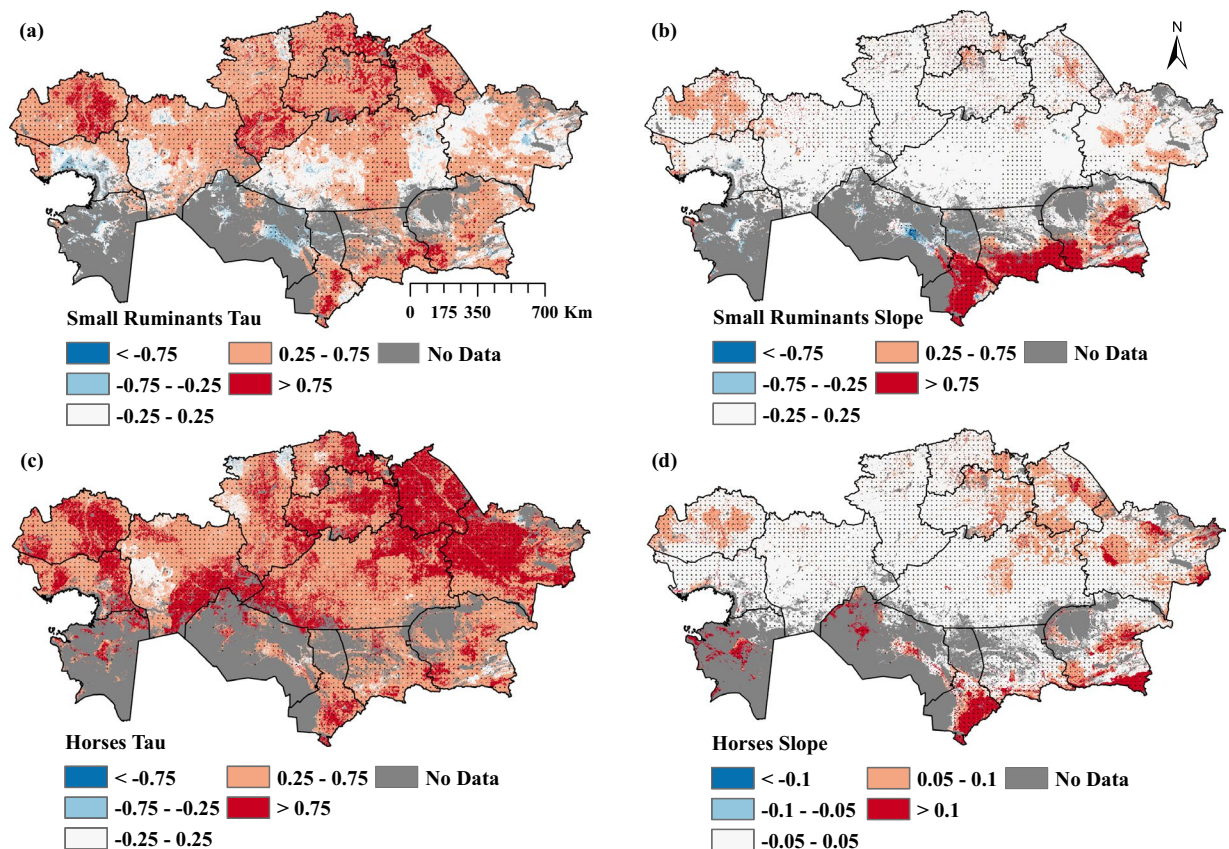 (a)
(b)
N
0 175 350 700 Km
Small Ruminants Tau
< -0.75
0.25 - 0.75
No Data
-0.75 - -0.25
> 0.75
-0.25 - 0.25
Small Ruminants Slope
< -0.75
0.25 - 0.75
No Data
-0.75 - -0.25
> 0.75
-0.25 - 0.25
(c)
(d)
Horses Tau
< -0.75
0.25 - 0.75
No Data
-0.75 - -0.25
> 0.75
-0.25 - 0.25
Horses Slope
< -0.1
0.05 - 0.1
No Data
-0.1 - -0.05
> 0.1
-0.05 - 0.05